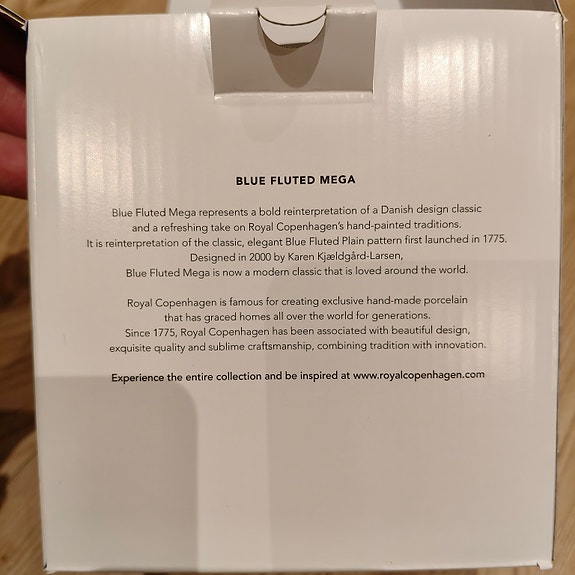 BLUE FLUTED MEGA
Blue Fluted Mega represents a bold reinterpretation of a Danish design classic
and a refreshing take on Royal Copenhagen's hand-painted traditions.
It is reinterpretation of the classic, elegant Blue Fluted Plain pattern first launched in 1775.
Designed in 2000 by Karen Kjældgård-Larsen,
Blue Fluted Mega is now a modern classic that is loved around the world.
Royal Copenhagen is famous for creating exclusive hand-made porcelain
that has graced homes all over the world for generations.
Since 1775, Royal Copenhagen has been associated with beautiful design,
exquisite quality and sublime craftsmanship, combining tradition with innovation.
Experience the entire collection and be inspired at www.royalcopenhagen.com